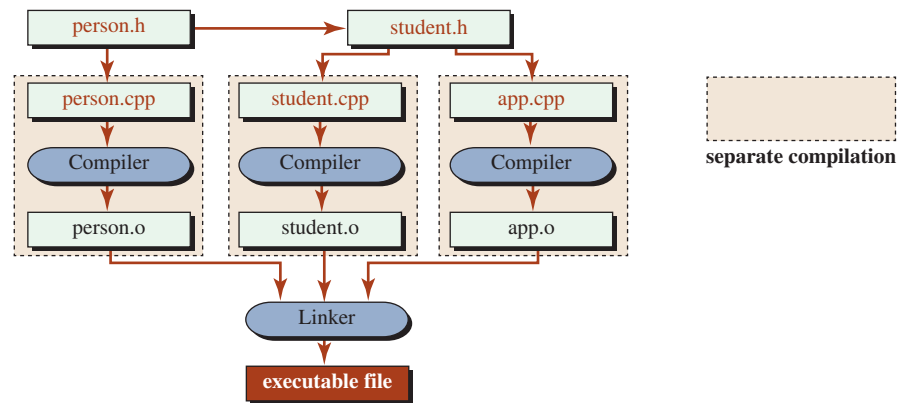 person.h
student.h
person.cpp
student.cpp
app.cpp
Compiler
Compiler
Compiler
separate compilation
person.o
student.o
app.o
Linker
executable file